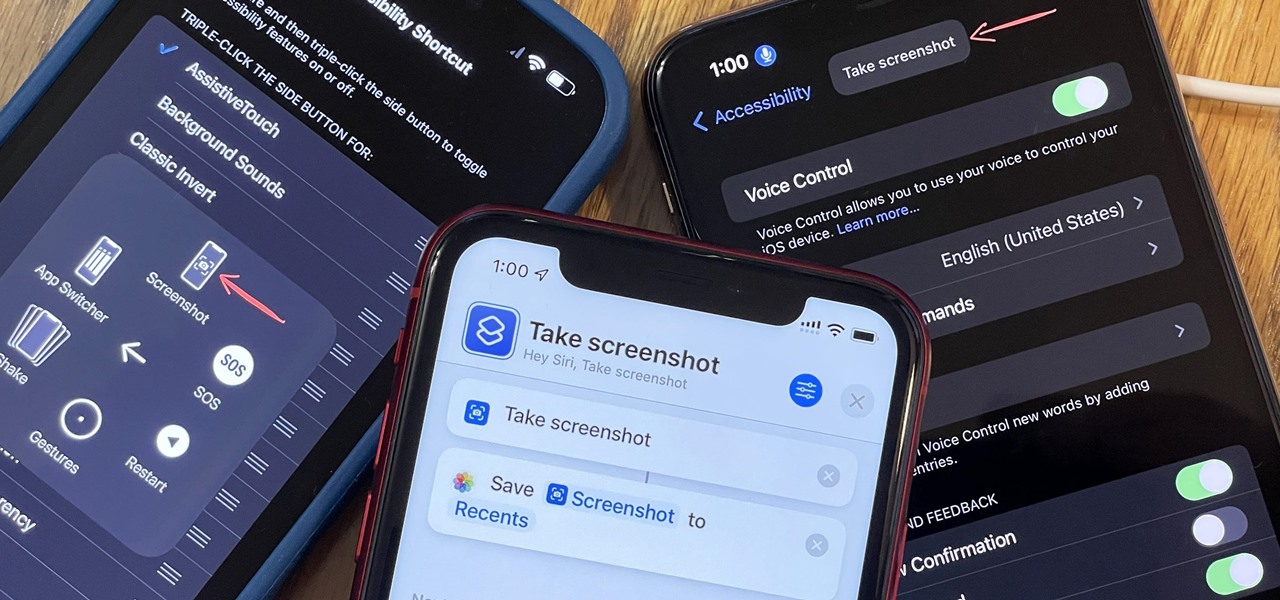 ibility Shortcut
re and then triple-click the side button to toggle
cessibility features on or off.
TRIPLE-CLICK THE SIDE BUTTON FOR:
AssistiveTouch
Background Sounds
Classic Invert
App Switcher
Screenshot
Shake
SOS
SOS
Gestures
Restart
rency
1:00
Take screenshot
Hey Siri, Take screenshot
Take screenshot
Save Screenshot to
Recents
1:00
Take screenshot
Accessibility
Voice Control
Voice Control allows you to use your voice to control your
iOS device. Learn more...
English (United States)
mands
Voice Control new words by adding
entries.
ND FEEDBACK
Confirmation